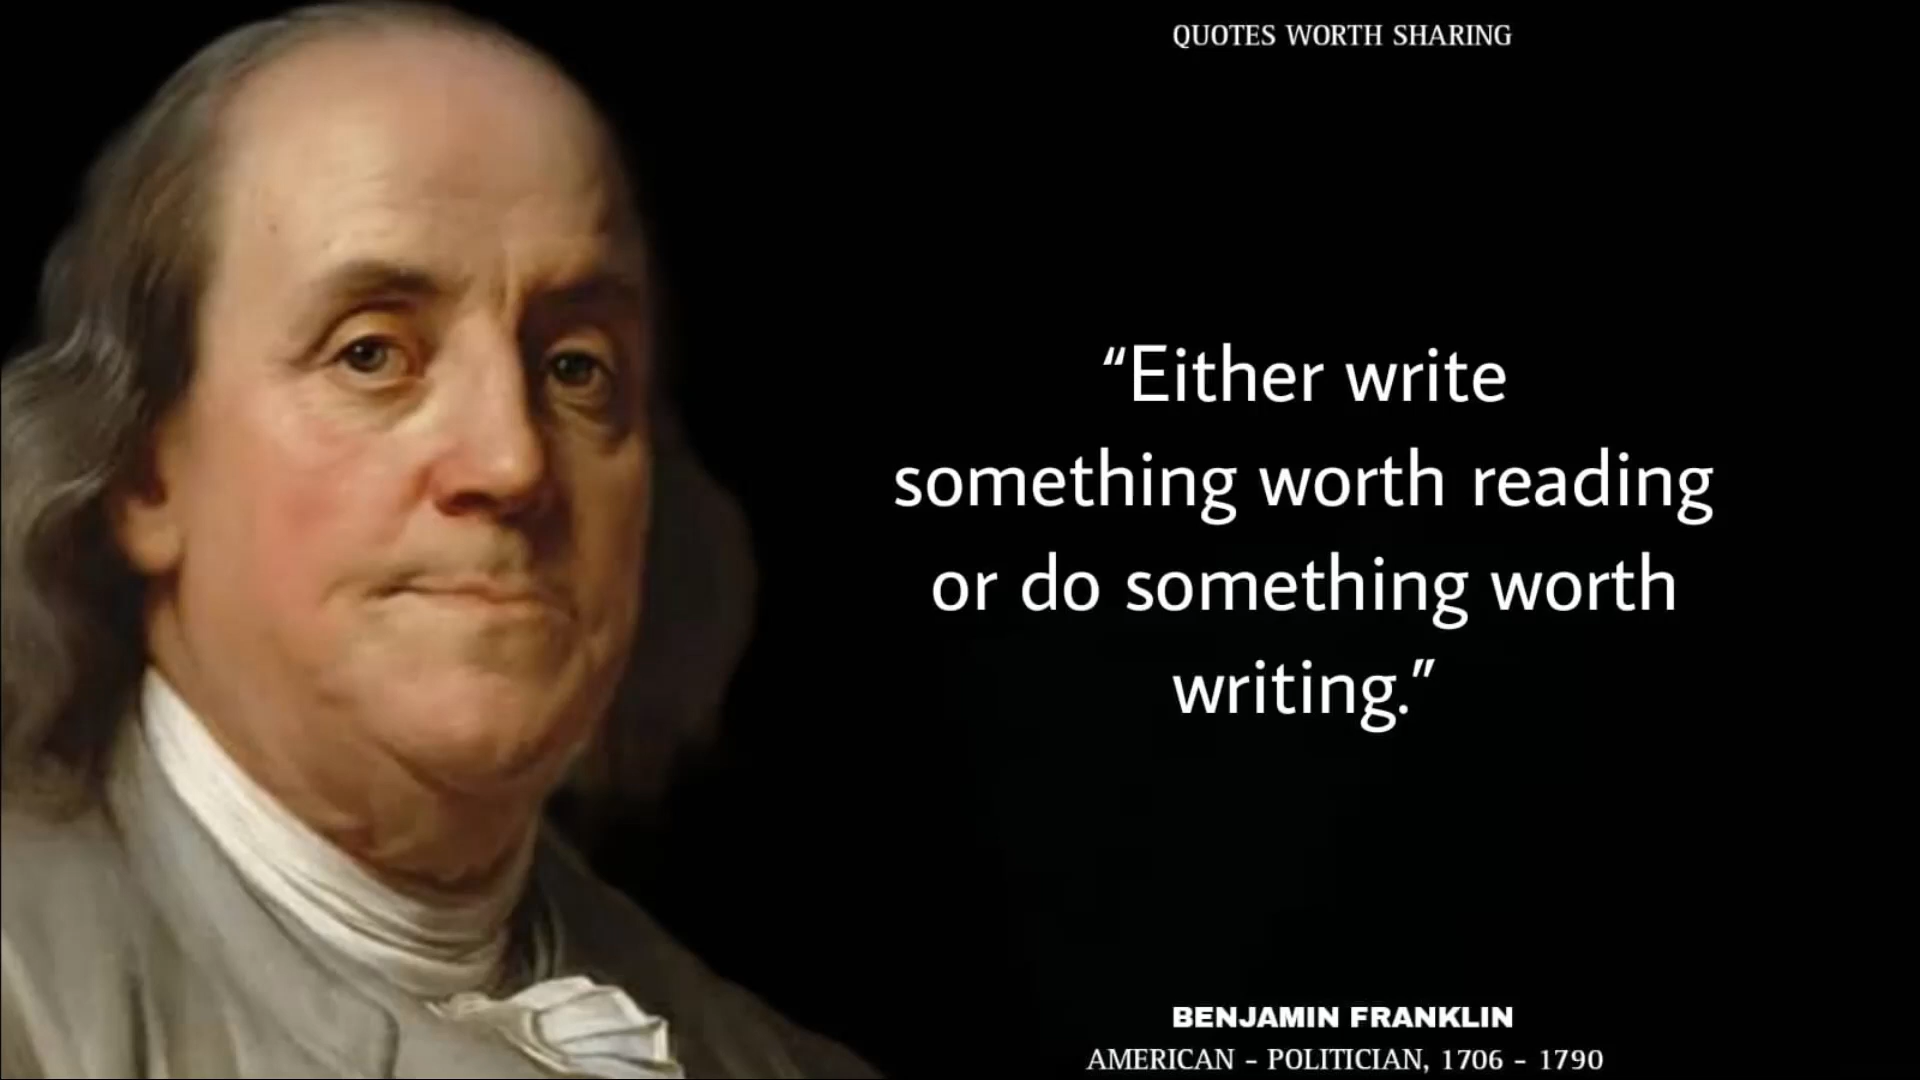 QUOTES WORTH SHARING
“Either write
something worth reading
or do something worth
writing.”
BENJAMIN FRANKLIN
AMERICAN - POLITICIAN, 1706 - 1790